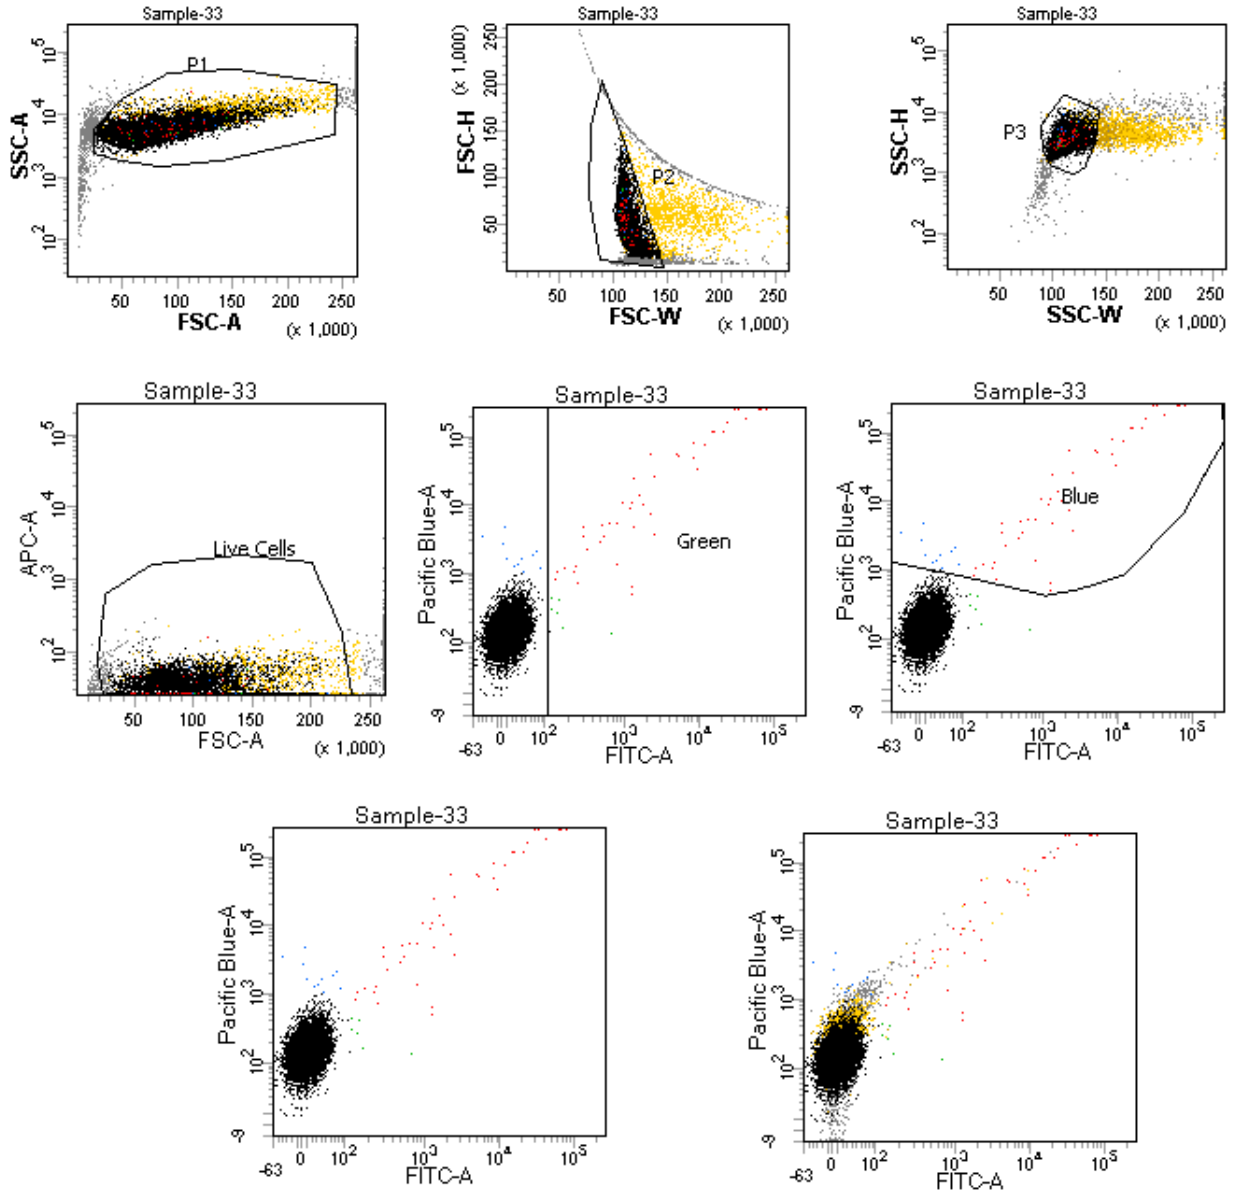 Sample-33
P1
SSC-A
10^5
10^4
10^3
10^2
50 100 150 200 250
FSC-A (x 1,000)
Sample-33
P2
FSC-H (x 1,000)
250
200
150
100
50
50 100 150 200 250
FSC-W (x 1,000)
Sample-33
P3
SSC-H
10^5
10^4
10^3
10^2
50 100 150 200 250
SSC-W (x 1,000)
Sample-33
Live Cells
APC-A
10^5
10^4
10^3
10^2
50 100 150 200 250
FSC-A (x 1,000)
Sample-33
Green
Pacific Blue-A
10^5
10^4
10^3
10^2
-9
-63 0 10^2 10^3 10^4 10^5
FITC-A
Sample-33
Blue
Pacific Blue-A
10^5
10^4
10^3
10^2
-9
-63 0 10^2 10^3 10^4 10^5
FITC-A
Sample-33
Pacific Blue-A
10^5
10^4
10^3
10^2
-9
-63 0 10^2 10^3 10^4 10^5
FITC-A
Sample-33
Pacific Blue-A
10^5
10^4
10^3
10^2
-9
-63 0 10^2 10^3 10^4 10^5
FITC-A